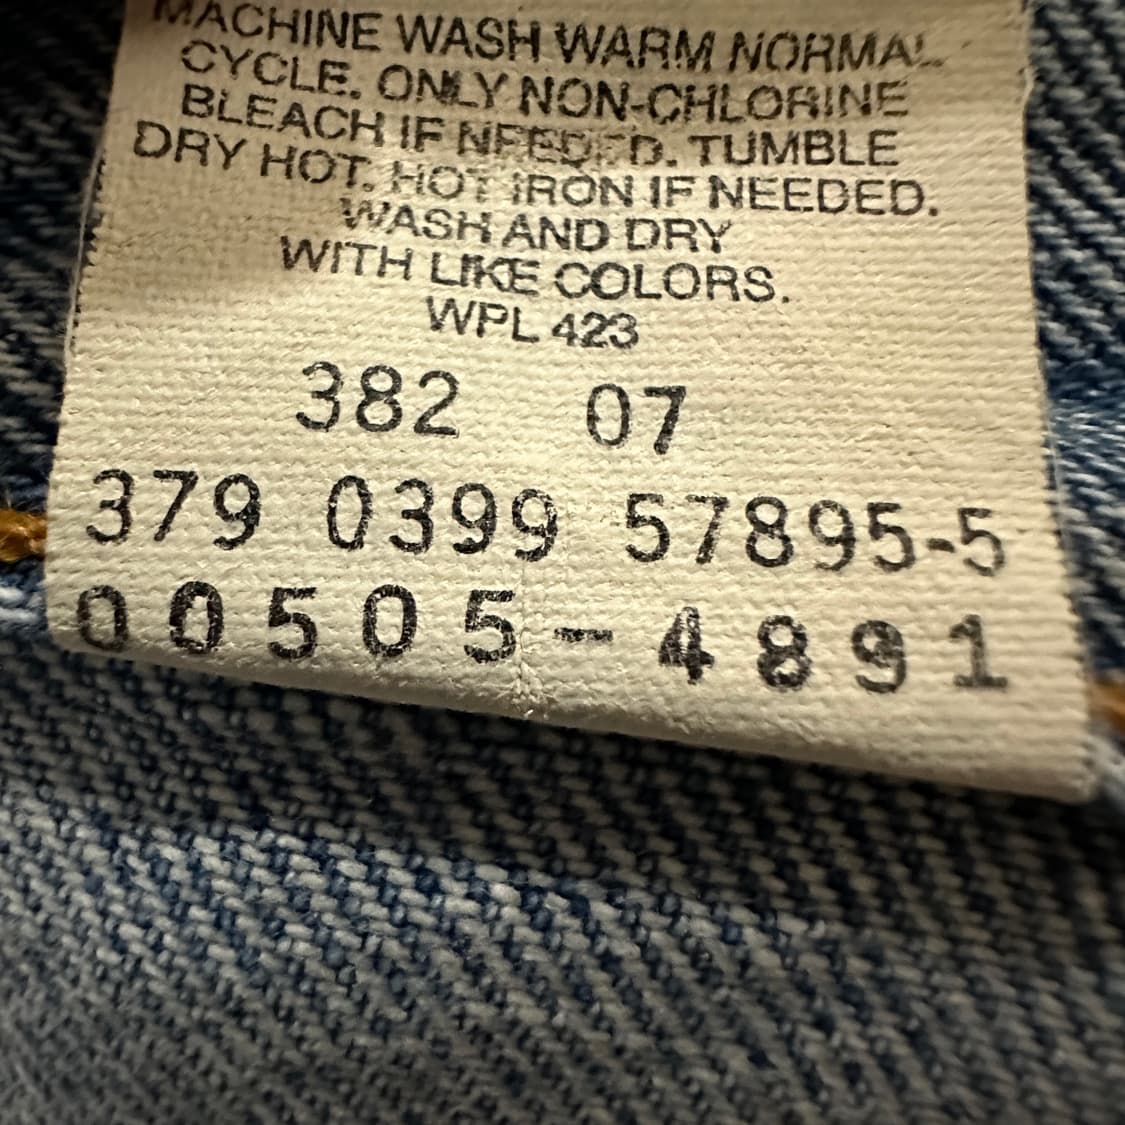 MACHINE WASH WARM NORMAL
CYCLE. ONLY NON-CHLORINE
BLEACH IF NEEDED. TUMBLE
DRY HOT. HOT IRON IF NEEDED.
WASH AND DRY
WITH LIKE COLORS.
WPL 423
382 07
379 0399 57895-5
00505-4891